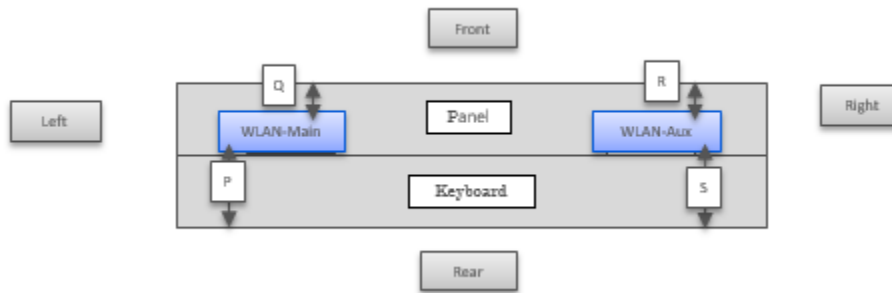 Front
Q
R
Left
Panel
Right
WLAN-Main
WLAN-Aux
P
Keyboard
S
Rear